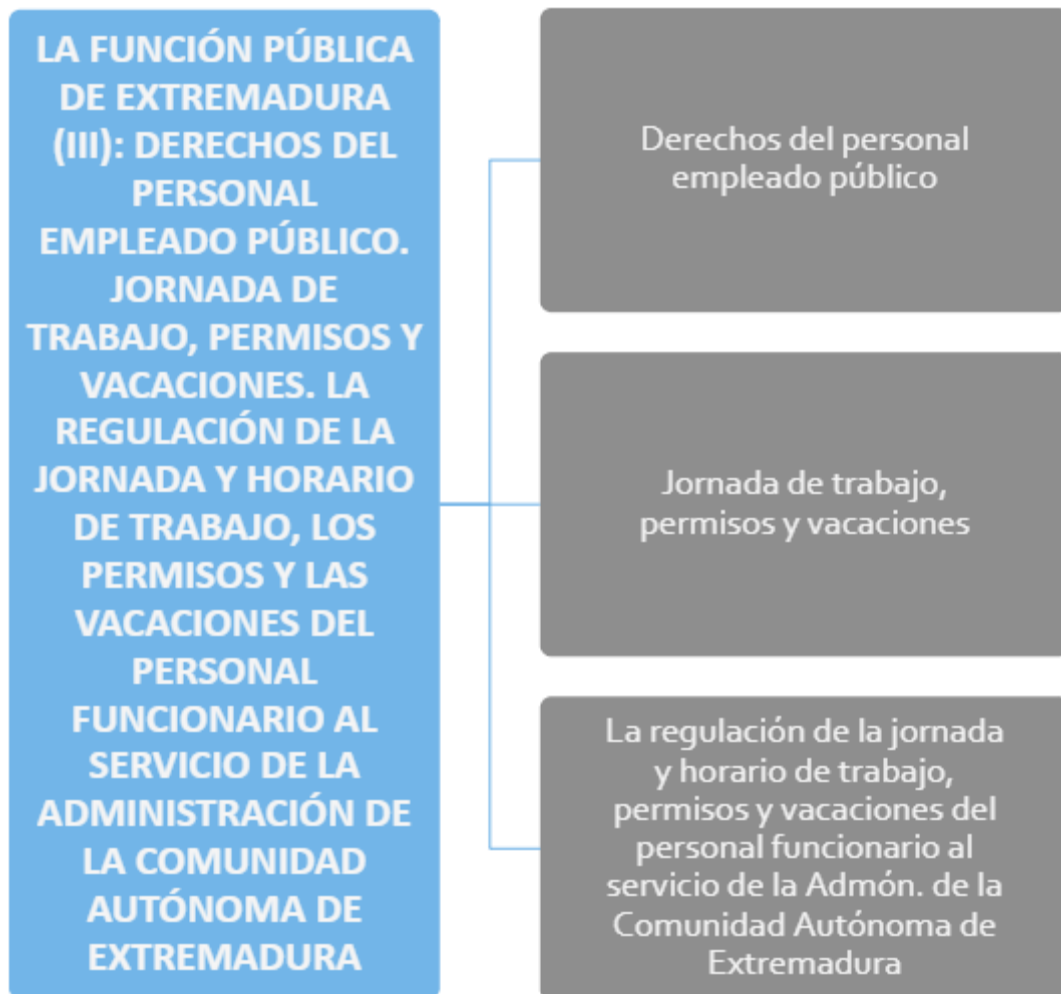 LA FUNCIÓN PÚBLICA
DE EXTREMADURA
(III): DERECHOS DEL
PERSONAL
EMPLEADO PÚBLICO.
JORNADA DE
TRABAJO, PERMISOS Y
VACACIONES. LA
REGULACIÓN DE LA
JORNADA Y HORARIO
DE TRABAJO, LOS
PERMISOS Y LAS
VACACIONES DEL
PERSONAL
FUNCIONARIO AL
SERVICIO DE LA
ADMINISTRACIÓN DE
LA COMUNIDAD
AUTÓNOMA DE
EXTREMADURA
Derechos del personal
empleado público
Jornada de trabajo,
permisos y vacaciones
La regulación de la jornada
y horario de trabajo,
permisos y vacaciones del
personal funcionario al
servicio de la Admón. de la
Comunidad Autónoma de
Extremadura